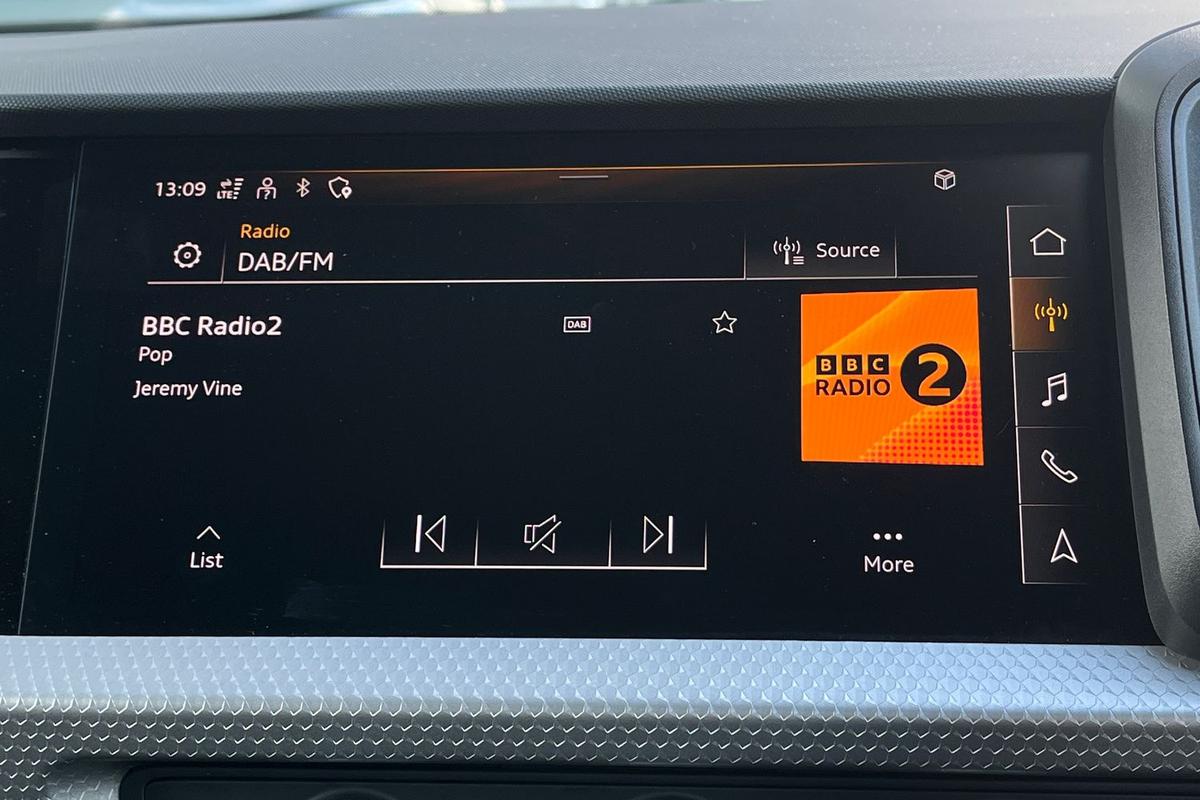 13:09 LTE
Radio
DAB/FM
Source
BBC Radio2
DAB
Pop
Jeremy Vine
BBC
RADIO 2
List
More